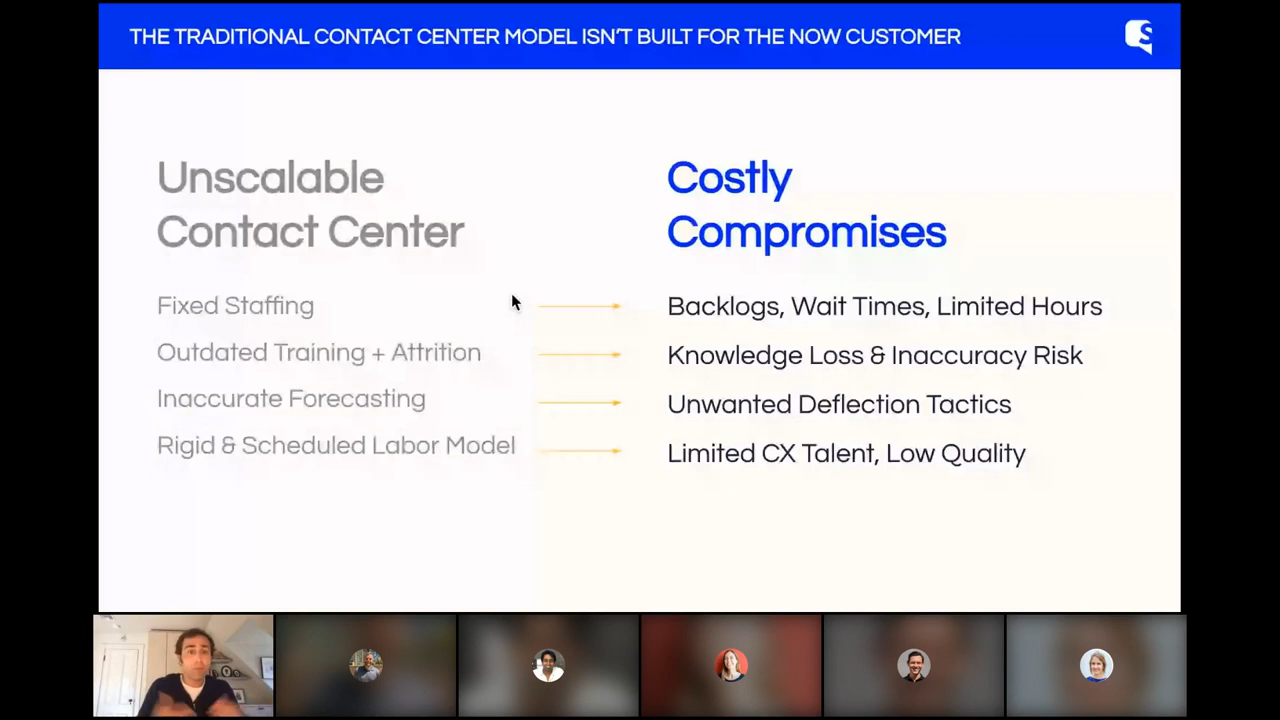 THE TRADITIONAL CONTACT CENTER MODEL ISN'T BUILT FOR THE NOW CUSTOMER
S
Unscalable
Contact Center
Fixed Staffing
Outdated Training + Attrition
Inaccurate Forecasting
Rigid & Scheduled Labor Model
Costly
Compromises
Backlogs, Wait Times, Limited Hours
Knowledge Loss & Inaccuracy Risk
Unwanted Deflection Tactics
Limited CX Talent, Low Quality